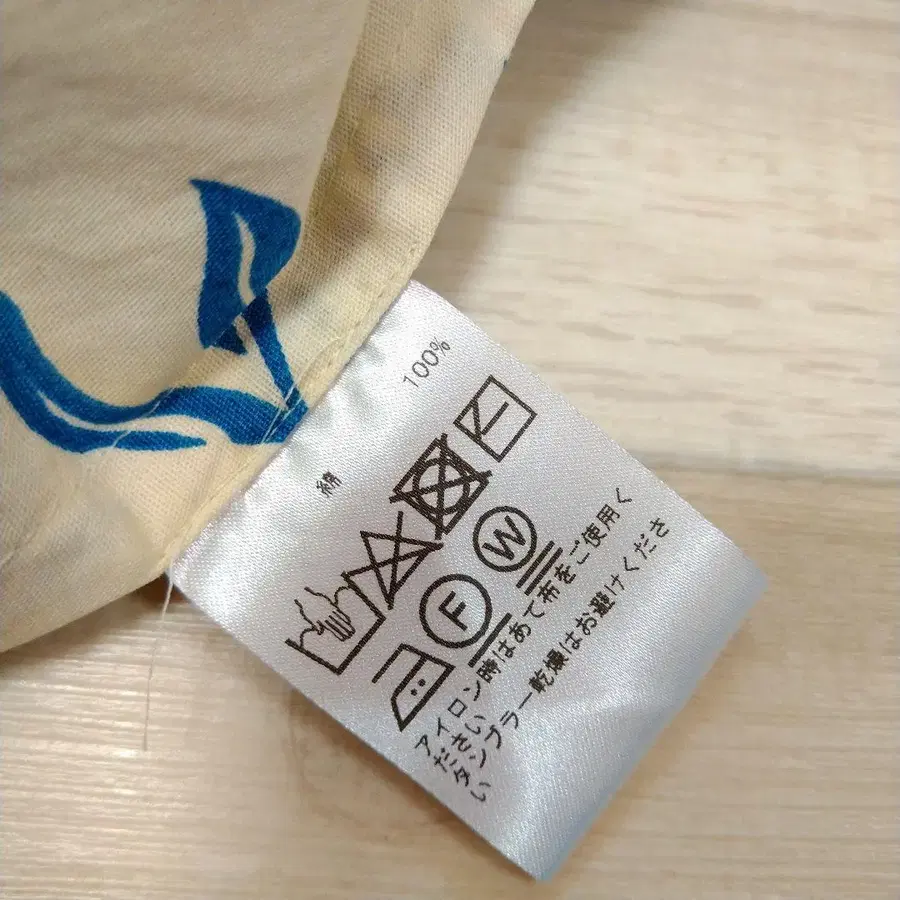 綿 100%
F
W
アイロン時はあて布をご使用く
ださい
タンブラー乾燥はお避けくださ
い